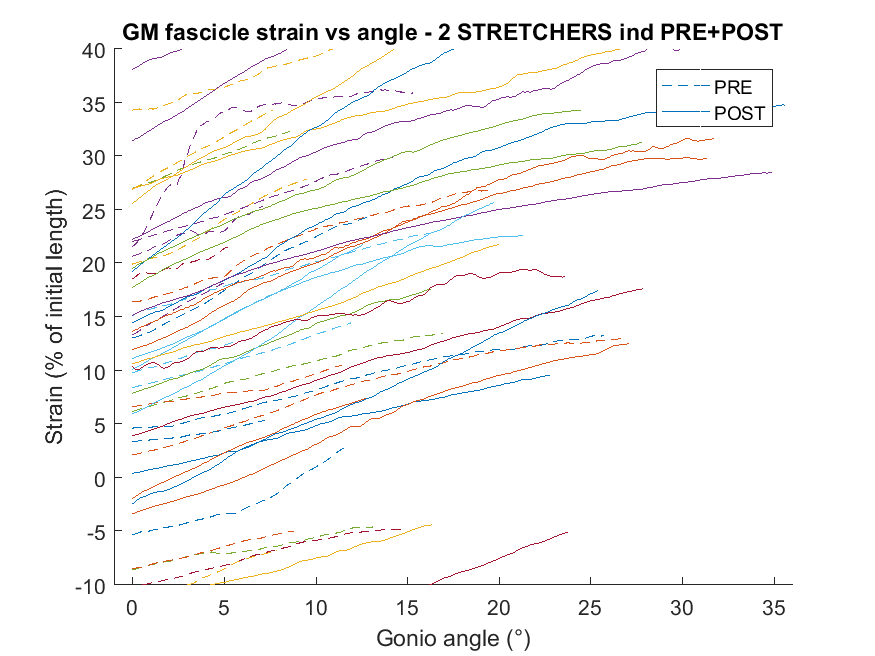 GM fascicle strain vs angle - 2 STRETCHERS ind PRE+POST
40
35
30
25
20
15
10
5
0
-5
-10
Strain (% of initial length)
PRE
POST
0 5 10 15 20 25 30 35
Gonio angle (°)